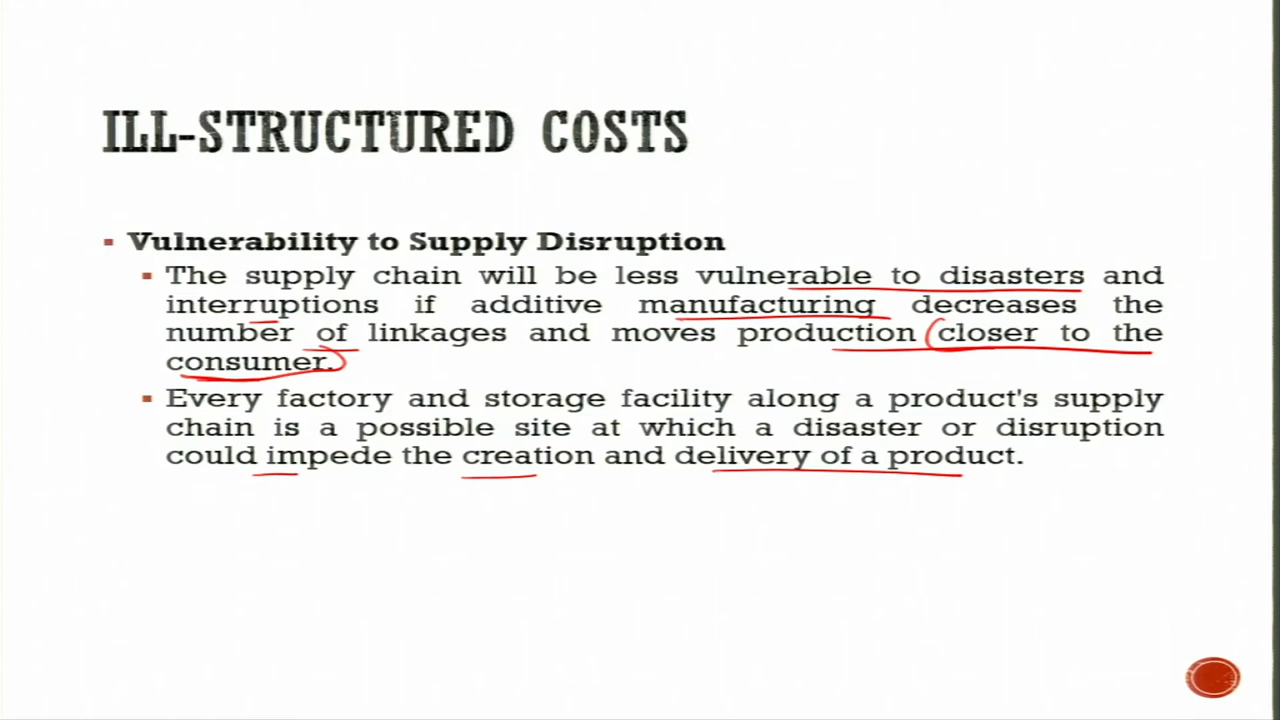 ILL-STRUCTURED COSTS
Vulnerability to Supply Disruption
The supply chain will be less vulnerable to disasters and
interruptions if additive manufacturing decreases the
number of linkages and moves production closer to the
consumer.
Every factory and storage facility along a product's supply
chain is a possible site at which a disaster or disruption
could impede the creation and delivery of a product.